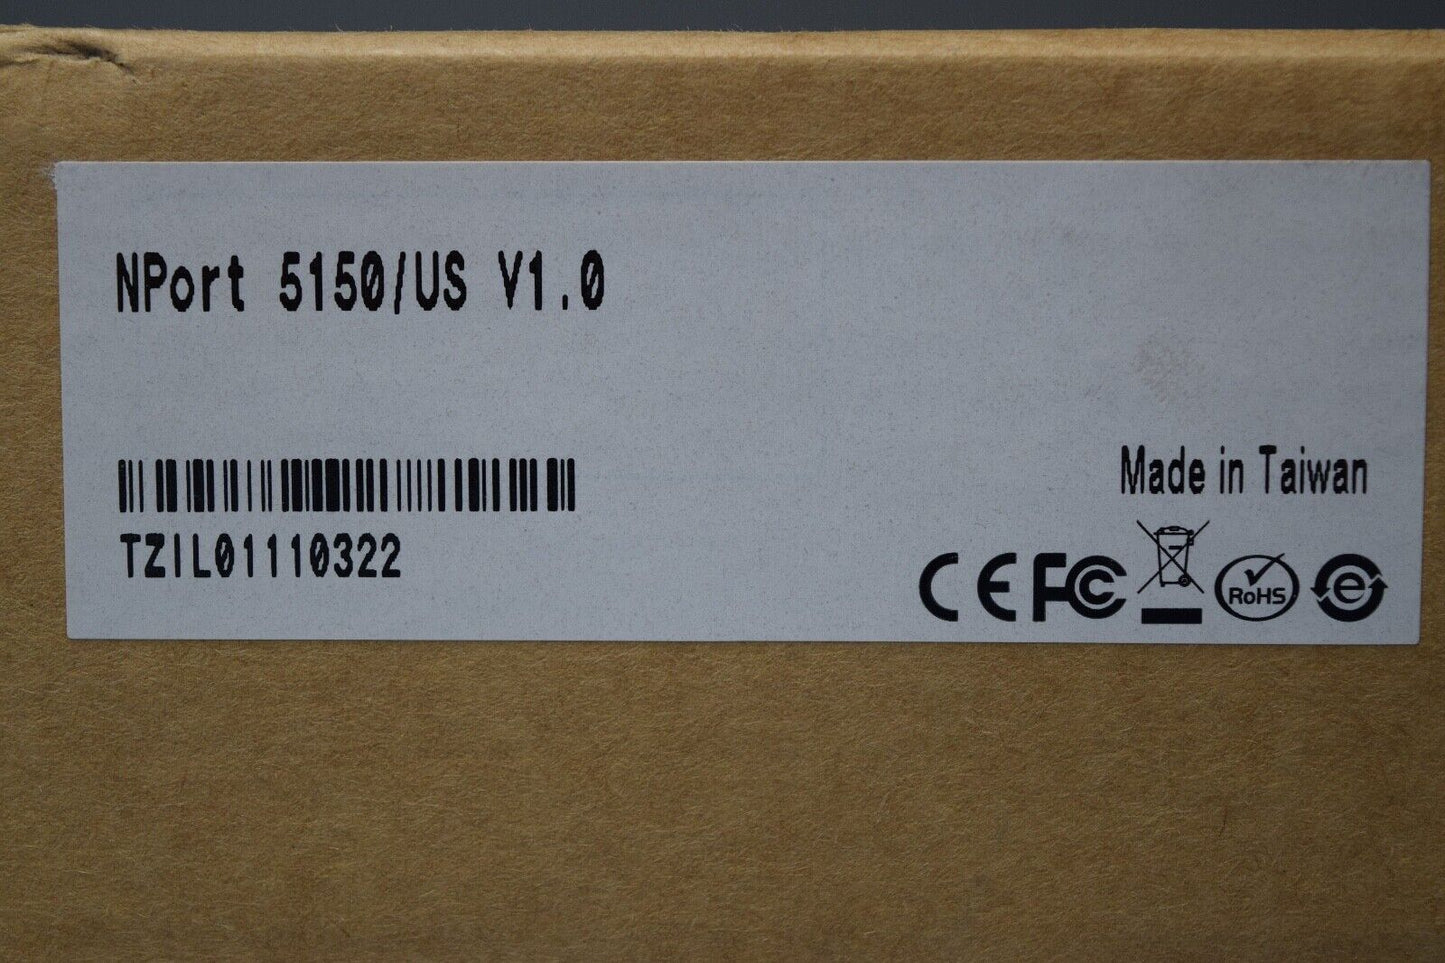 NPort 5150/US V1.0
TZIL01110322
Made in Taiwan
CE FC RoHS e